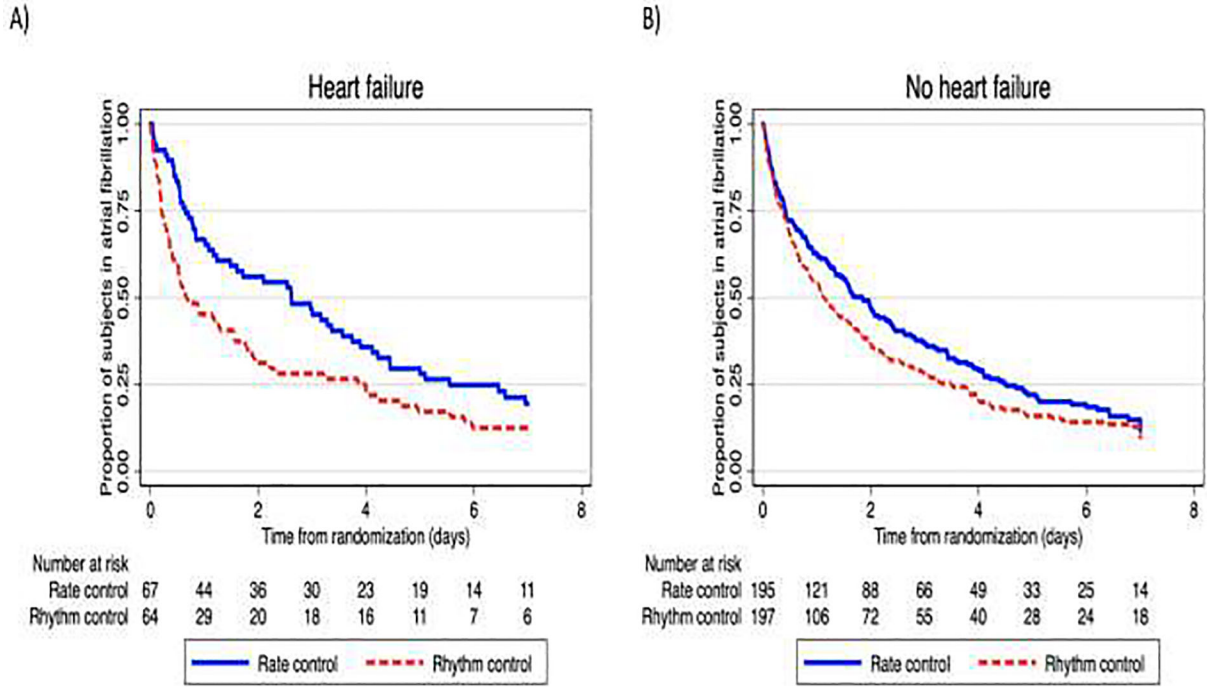 A)
Heart failure
Proportion of subjects in atrial fibrillation
1.00
0.75
0.50
0.25
0.00
0 2 4 6 8
Time from randomization (days)
Number at risk
Rate control 67 44 36 30 23 19 14 11
Rhythm control 64 29 20 18 16 11 7 6
Rate control Rhythm control
B)
No heart failure
Proportion of subjects in atrial fibrillation
1.00
0.75
0.50
0.25
0.00
0 2 4 6 8
Time from randomization (days)
Number at risk
Rate control 195 121 88 66 49 33 25 14
Rhythm control 197 106 72 55 40 28 24 18
Rate control Rhythm control